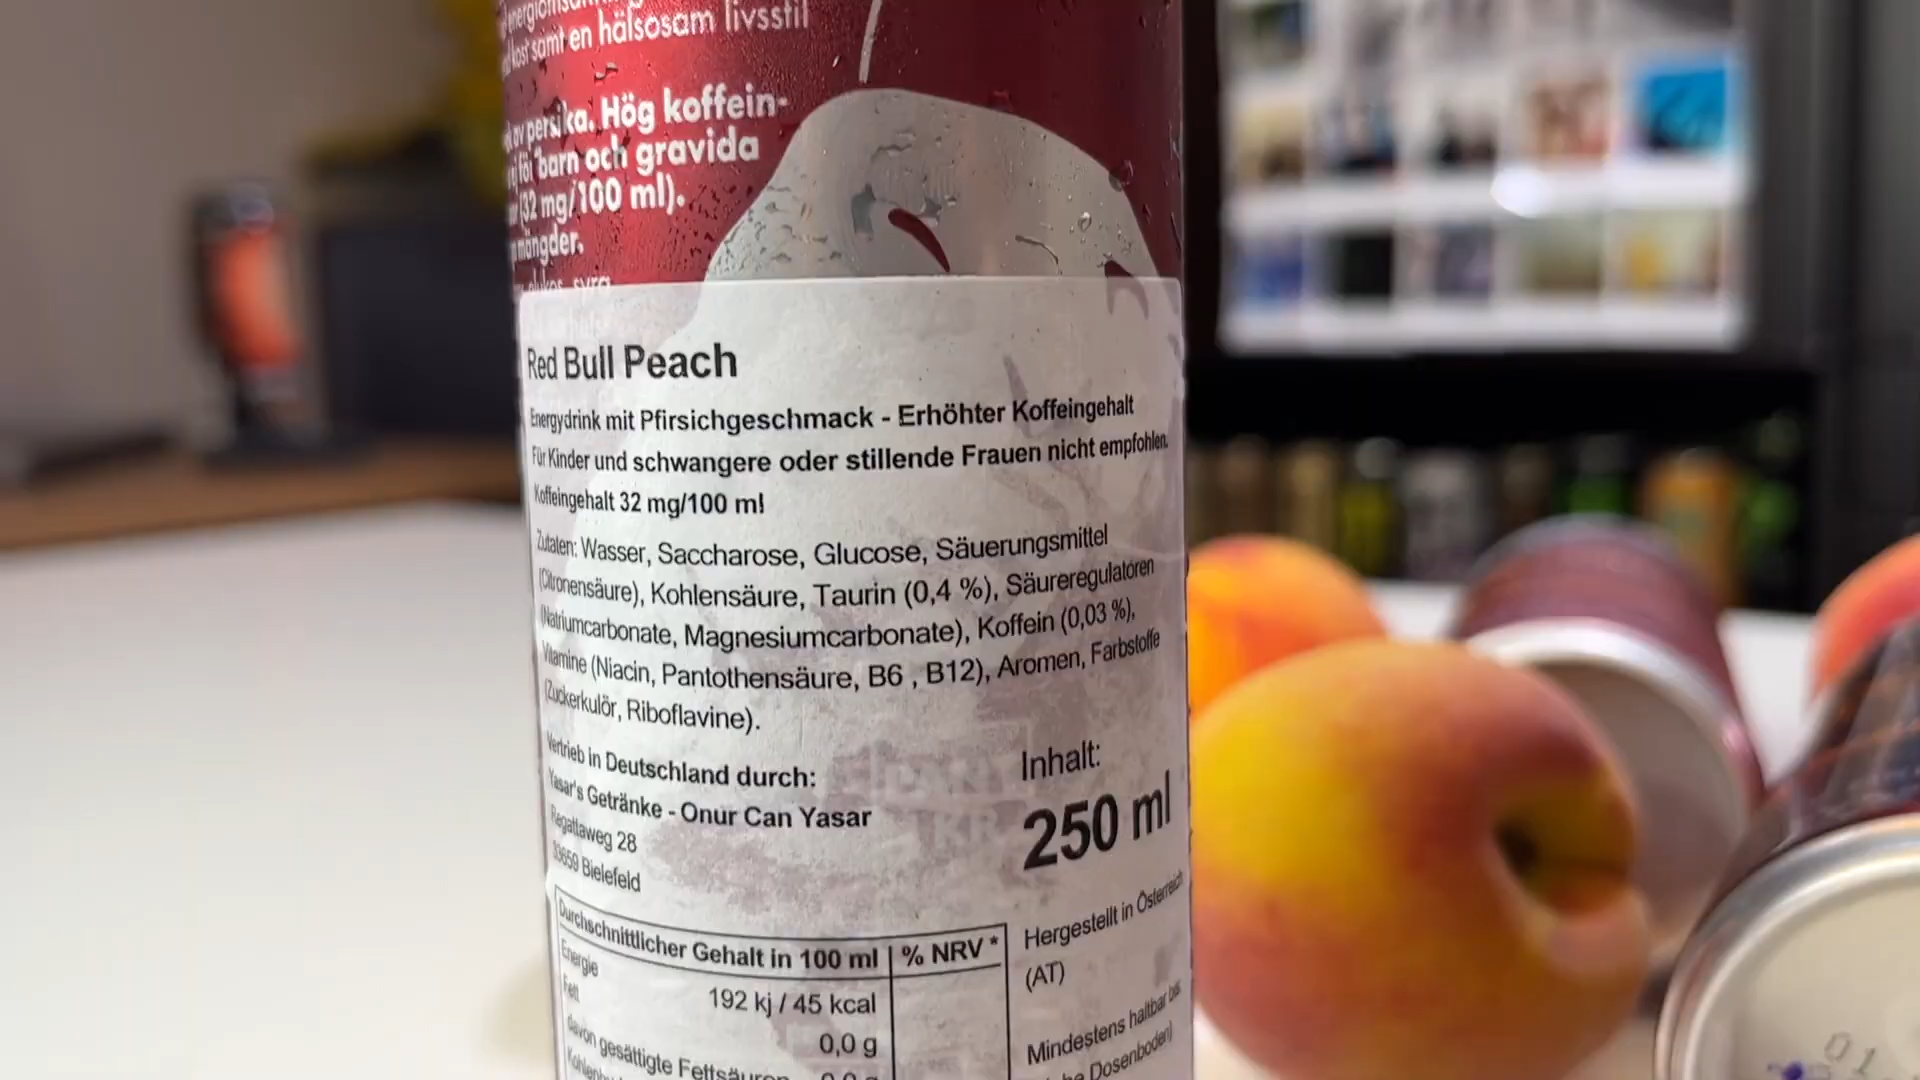 samt en hälsosam livsstil
av persika. Hög koffein-
för barn och gravida
(32 mg/100 ml).
mängder.
Red Bull Peach
Energydrink mit Pfirsichgeschmack - Erhöhter Koffeingehalt
Für Kinder und schwangere oder stillende Frauen nicht empfohlen.
Koffeingehalt 32 mg/100 ml
Zutaten: Wasser, Saccharose, Glucose, Säuerungsmittel
(Citronensäure), Kohlensäure, Taurin (0,4 %), Säureregulatoren
(Natriumcarbonate, Magnesiumcarbonate), Koffein (0,03 %),
Vitamine (Niacin, Pantothensäure, B6 , B12), Aromen, Farbstoffe
(Zuckerkulör, Riboflavine).
Vertrieb in Deutschland durch:
Yasar's Getränke - Onur Can Yasar
Regattaweg 28
33659 Bielefeld
Inhalt:
250 ml
Durchschnittlicher Gehalt in 100 ml % NRV *
Energie
192 kj / 45 kcal
Fett
0,0 g
davon gesättigte Fettsäuren
Hergestellt in Österreich
(AT)
Mindestens haltbar bis
Dosenboden)
01